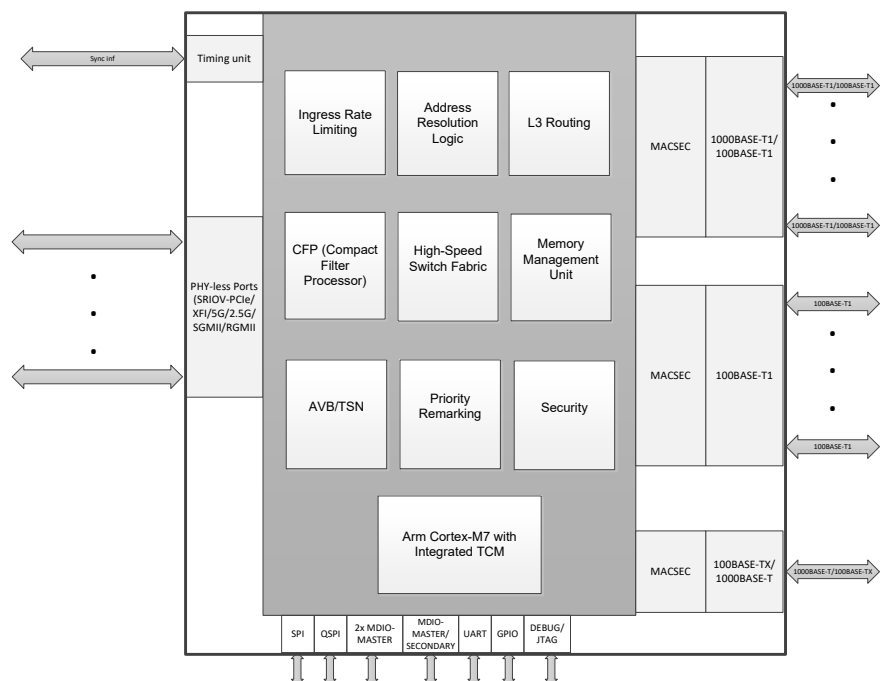 Sync inf
Timing unit
Ingress Rate
Limiting
Address
Resolution
Logic
L3 Routing
MACSEC
1000BASE-T1/
100BASE-T1
1000BASE-T1/100BASE-T1
1000BASE-T1/100BASE-T1
PHY-less Ports
(SRIOV-PCIe/
XFI/5G/2.5G/
SGMII/RGMII
CFP (Compact
Filter
Processor)
High-Speed
Switch Fabric
Memory
Management
Unit
MACSEC
100BASE-T1
100BASE-T1
100BASE-T1
AVB/TSN
Priority
Remarking
Security
Arm Cortex-M7 with
Integrated TCM
MACSEC
100BASE-TX/
1000BASE-T
1000BASE-T/100BASE-TX
SPI
QSPI
2x MDIO-
MASTER
MDIO-
MASTER/
SECONDARY
UART
GPIO
DEBUG/
JTAG